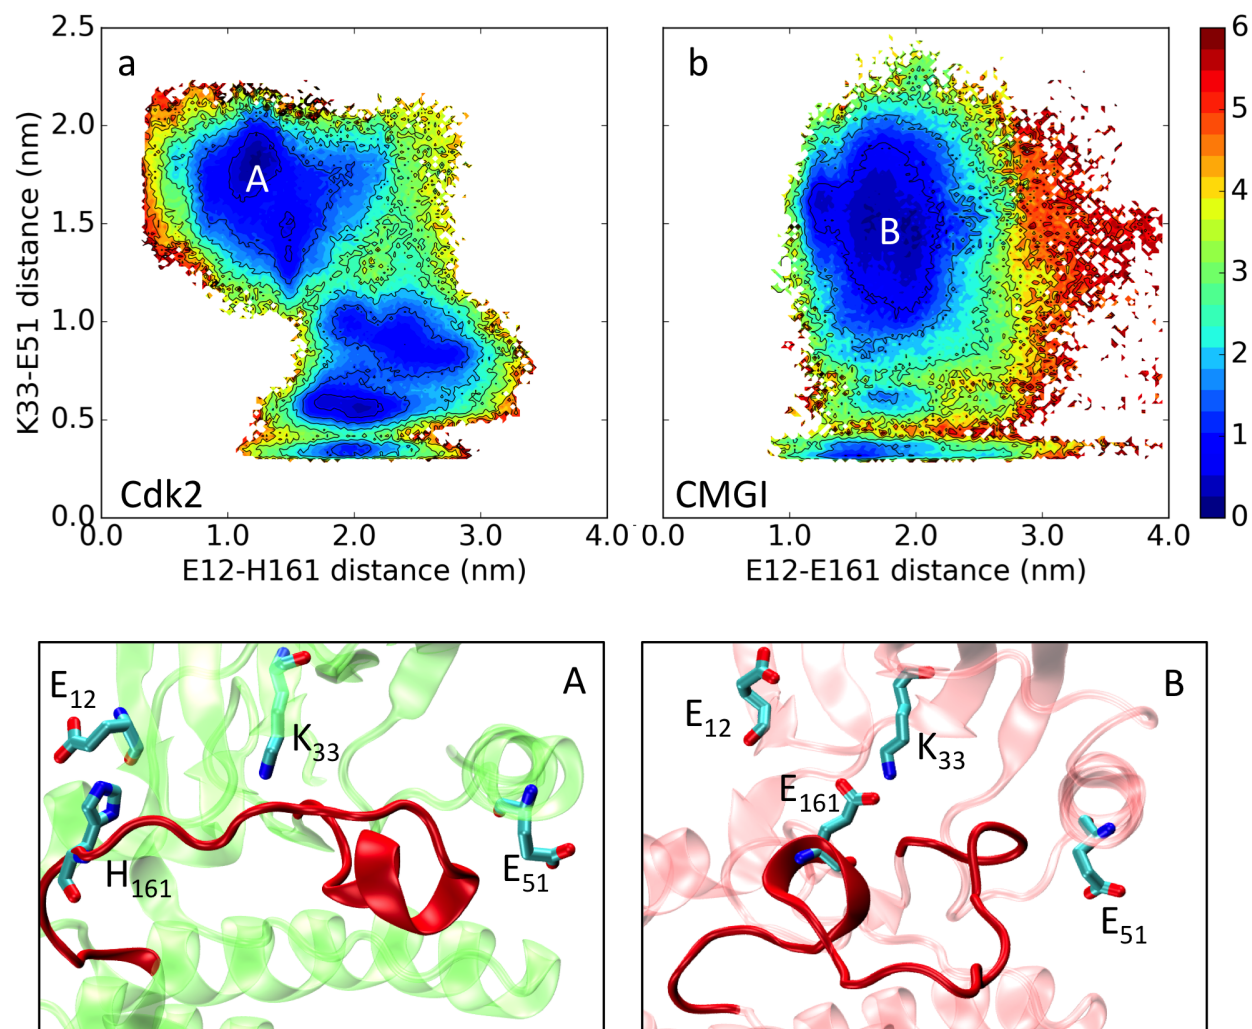 a
b
K33-E51 distance (nm)
2.5
2.0
1.5
1.0
0.5
0.0
A
B
Cdk2
CMGI
6
5
4
3
2
1
0
0.0 1.0 2.0 3.0 4.0
0.0 1.0 2.0 3.0 4.0
E12-H161 distance (nm)
E12-E161 distance (nm)
A
E12
K33
H161
E51
B
E12
K33
E161
E51